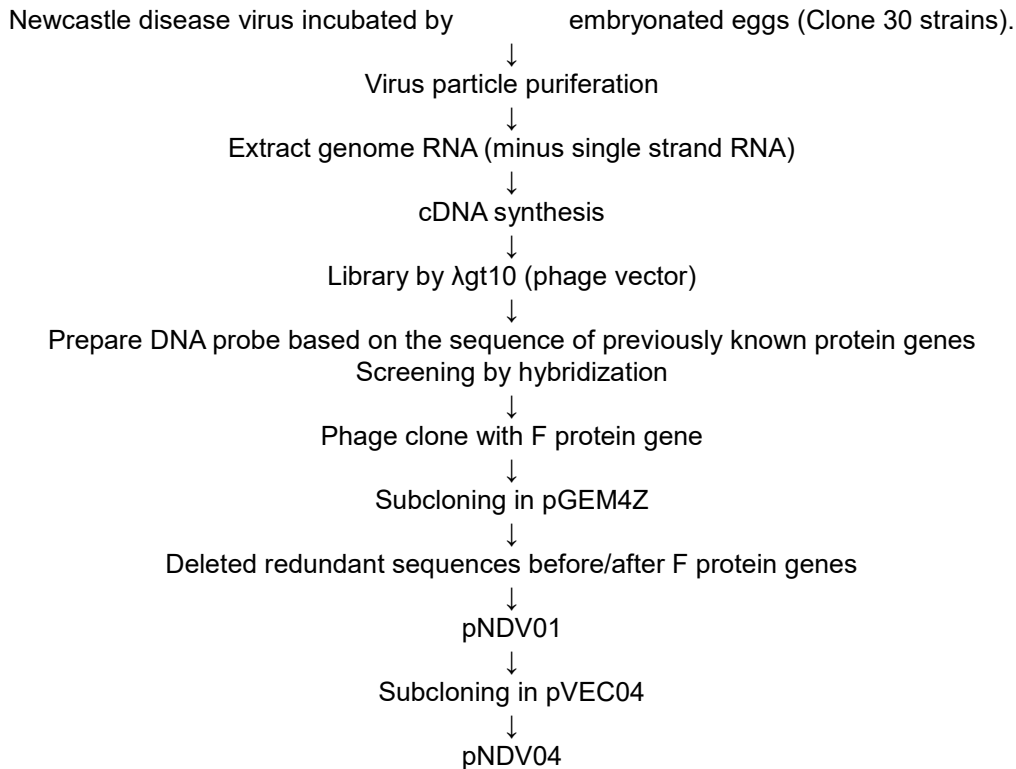 Newcastle disease virus incubated by embryonated eggs (Clone 30 strains).
↓
Virus particle puriferation
↓
Extract genome RNA (minus single strand RNA)
↓
cDNA synthesis
↓
Library by λgt10 (phage vector)
↓
Prepare DNA probe based on the sequence of previously known protein genes
Screening by hybridization
↓
Phage clone with F protein gene
↓
Subcloning in pGEM4Z
↓
Deleted redundant sequences before/after F protein genes
↓
pNDV01
↓
Subcloning in pVEC04
↓
pNDV04